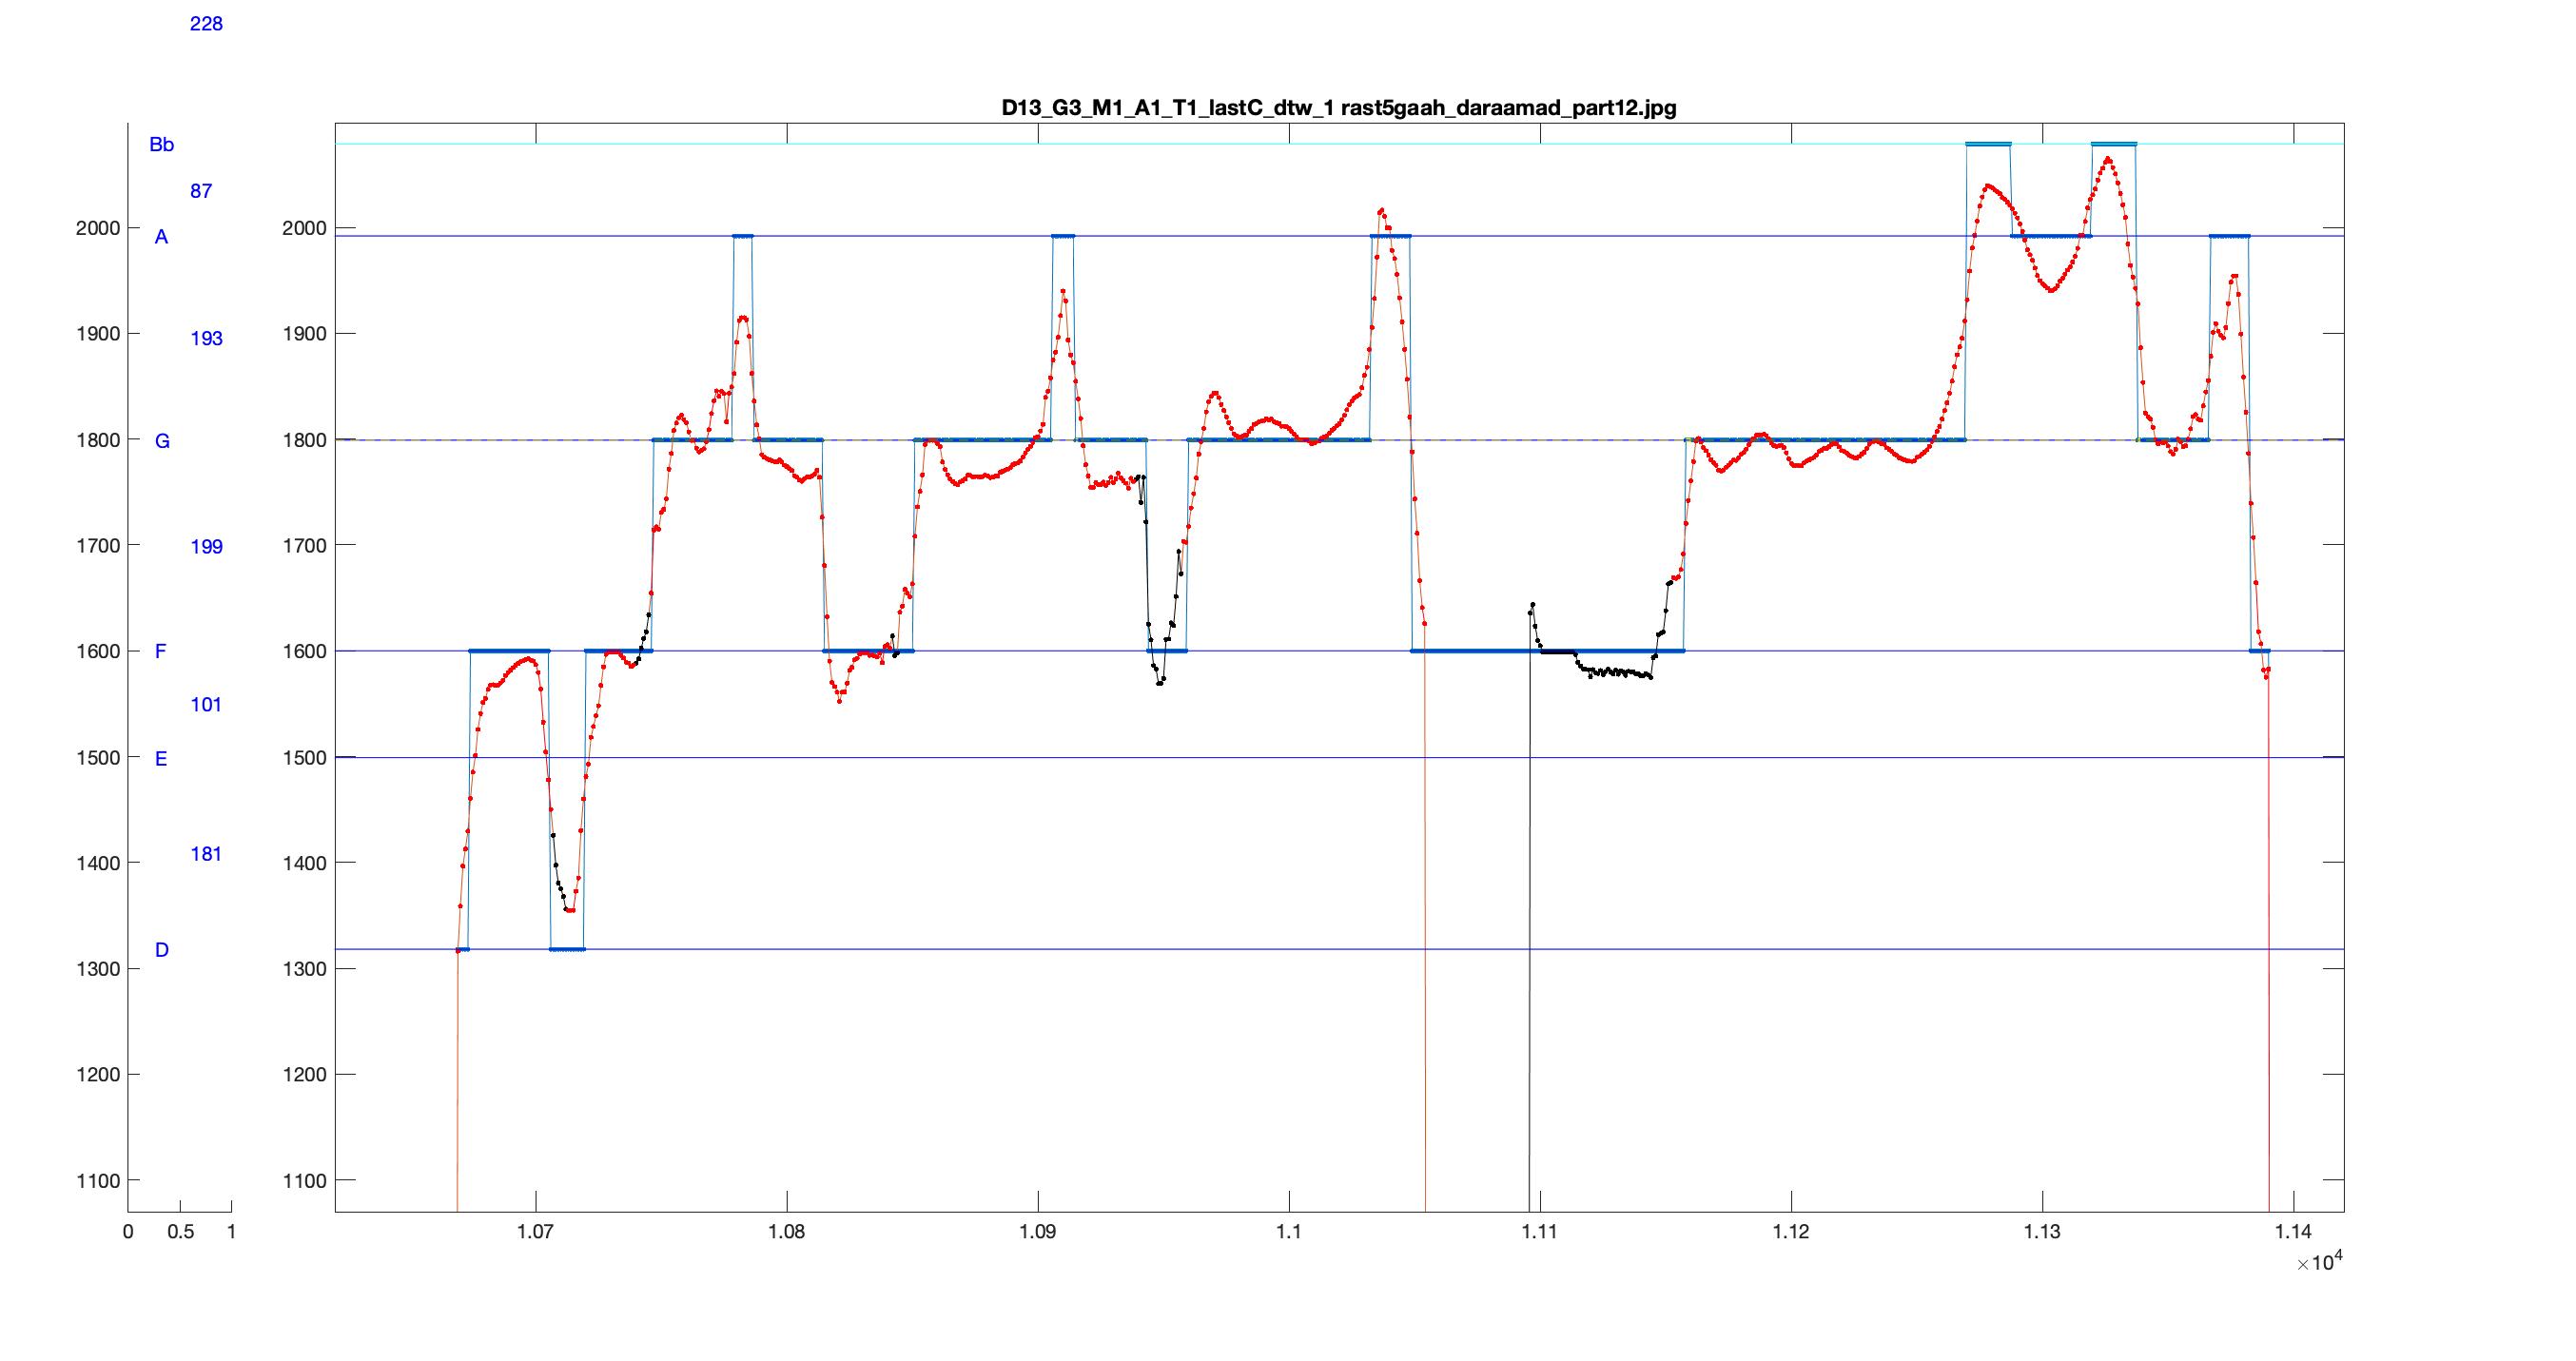 228
D13_G3_M1_A1_T1_lastC_dtw_1 rast5gaah_daraamad_part12.jpg
Bb
87
2000 A 2000
193
1900 1900
1800 G 1800
199
1700 1700
1600 F 1600
101
1500 E 1500
181
1400 1400
D
1300 1300
1200 1200
1100 1100
0 0.5 1 1.07 1.08 1.09 1.1 1.11 1.12 1.13 1.14
×10⁴